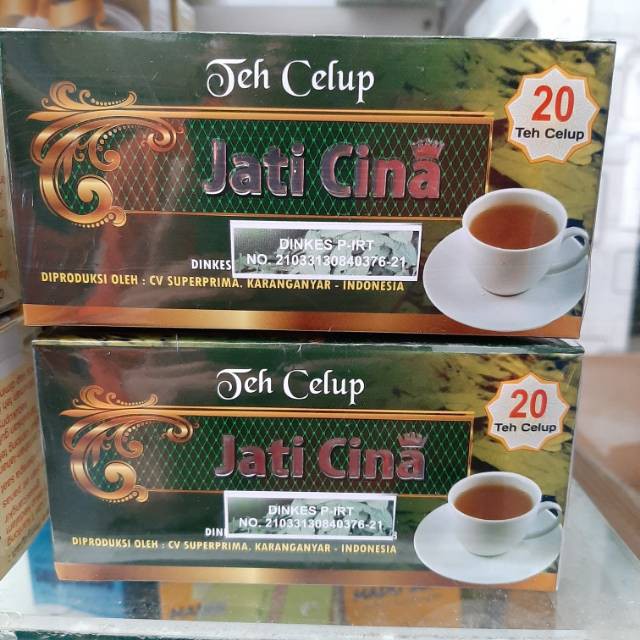 Teh Celup
20
Teh Celup
Jati Cina
DINKES P-IRT
NO. 21033130840376-21
DINKES
DIPRODUKSI OLEH : CV SUPERPRIMA. KARANGANYAR - INDONESIA
Teh Celup
20
Teh Celup
Jati Cina
DINKES P-IRT
NO. 21033130840376-21
DIPRODUKSI OLEH : CV SUPERPRIMA. KARANGANYAR - INDONESIA